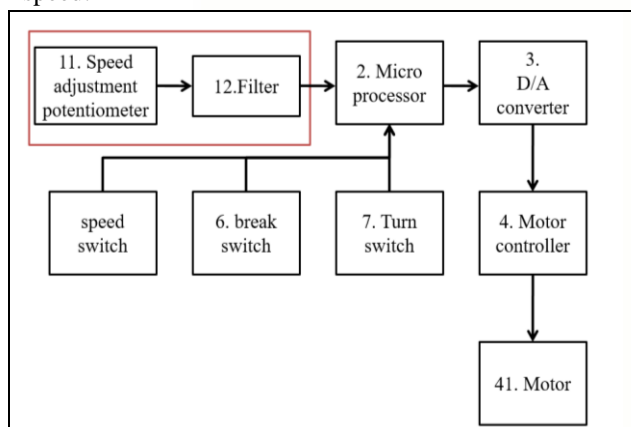 speed.
11. Speed
adjustment
potentiometer
12.Filter
2. Micro
processor
3.
D/A
converter
speed
switch
6. break
switch
7. Turn
switch
4. Motor
controller
41. Motor